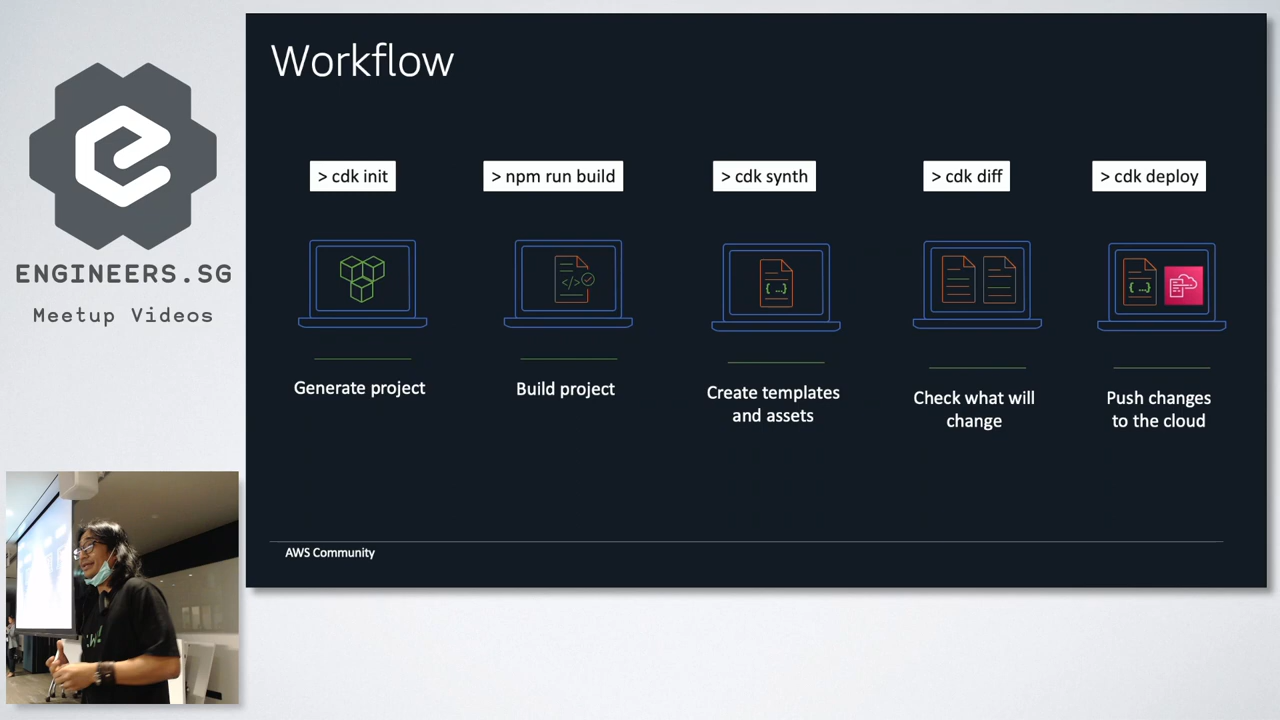 ENGINEERS.SG
Meetup Videos
Workflow
> cdk init
> npm run build
> cdk synth
> cdk diff
> cdk deploy
</>
{ ...}
{ ...}
Generate project
Build project
Create templates
and assets
Check what will
change
Push changes
to the cloud
AWS Community